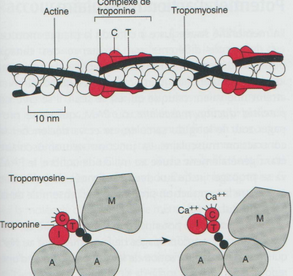 Complexe de
troponine
Actine
Tropomyosine
I C T
10 nm
Tropomyosine
M
Troponine
C
T
I
A
A
Ca++
Ca++
C
I
T
M
A
A